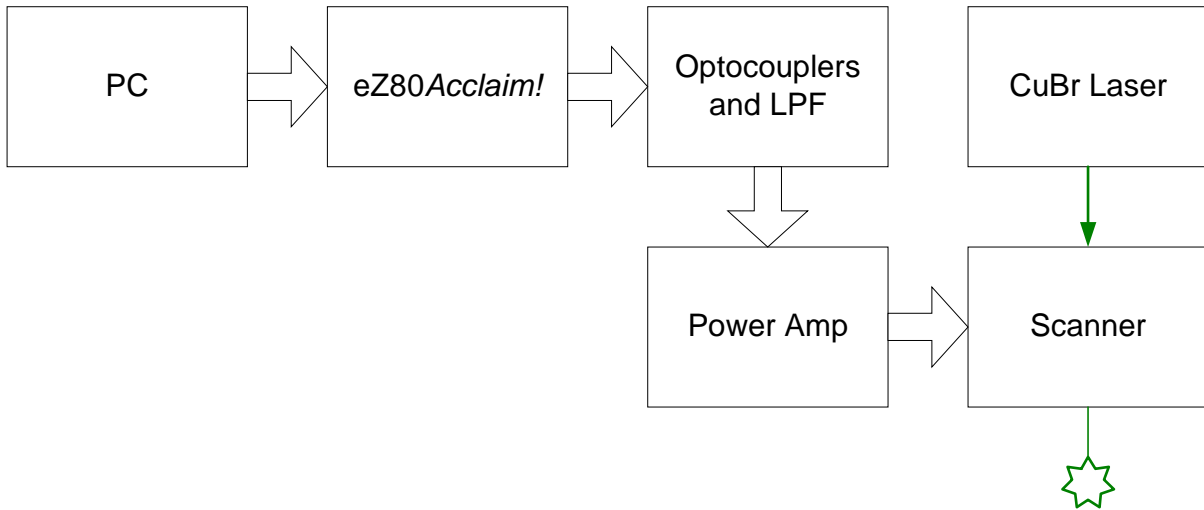 PC
eZ80Acclaim!
Optocouplers
and LPF
CuBr Laser
Power Amp
Scanner